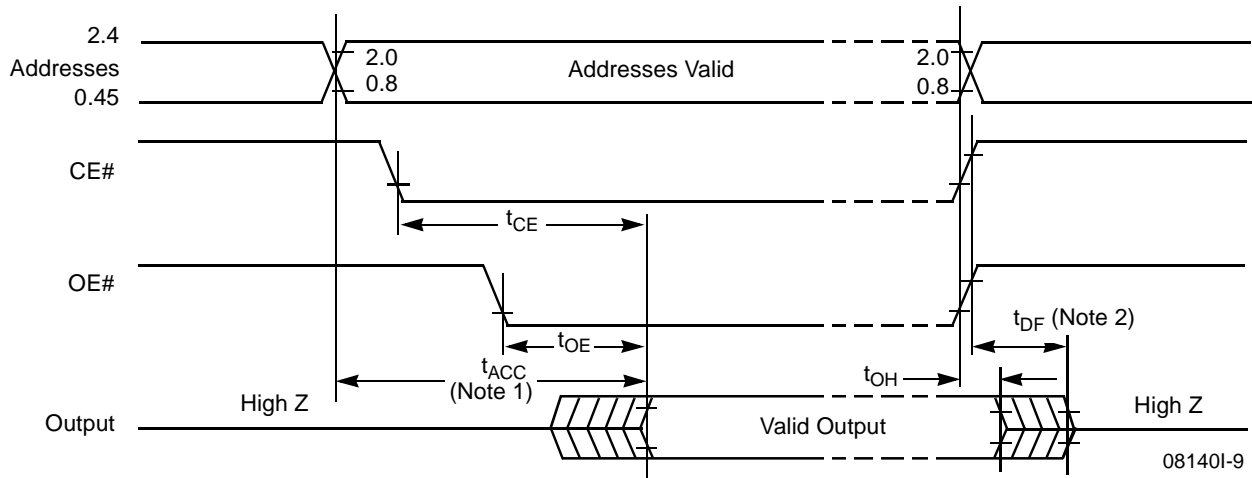 2.4
Addresses
0.45
2.0
0.8
Addresses Valid
2.0
0.8
CE#
tCE
OE#
tOE
tACC
(Note 1)
tDF (Note 2)
tOH
Output
High Z
Valid Output
High Z
08140I-9